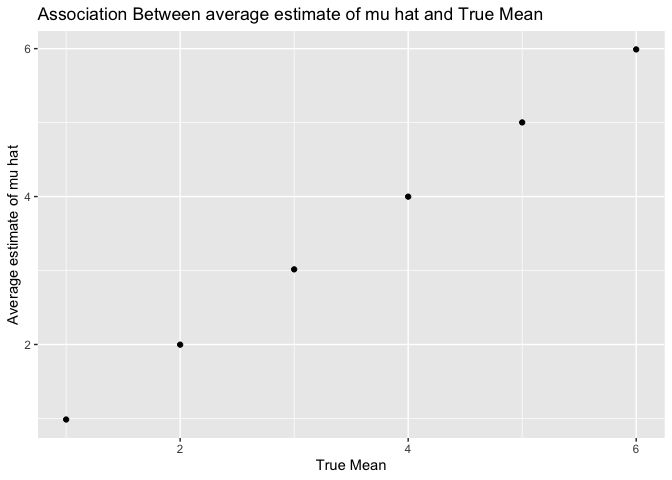 Association Between average estimate of mu hat and True Mean
Average estimate of mu hat
6
4
2
2 4 6
True Mean